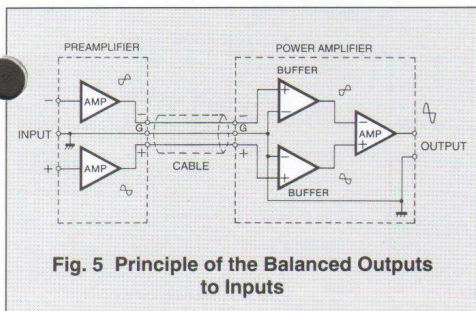 PREAMPLIFIER
POWER AMPLIFIER
BUFFER
− AMP − − + −
INPUT G G AMP − +
OUTPUT
+ AMP + + − +
CABLE
BUFFER
Fig. 5 Principle of the Balanced Outputs
to Inputs